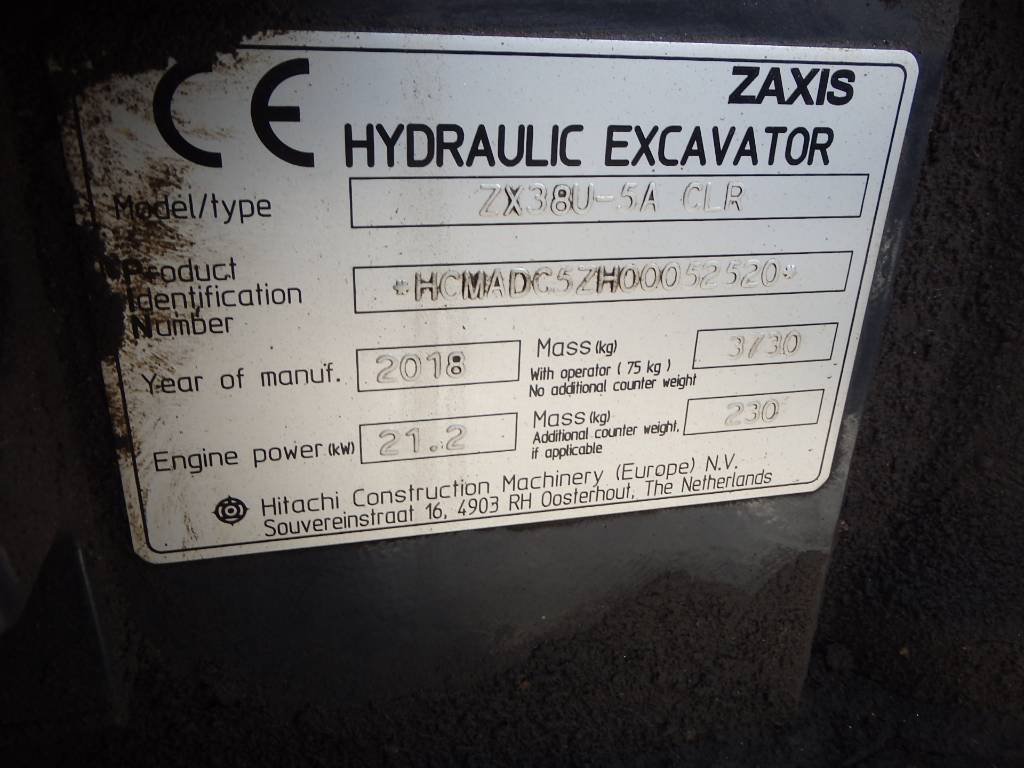 CE ZAXIS
HYDRAULIC EXCAVATOR
Model/type ZX38U-5A CLR
Product Identification Number *HCMADC5ZH00052520*
Year of manuf. 2018
Mass (kg) With operator (75 kg) No additional counter weight
Engine power (kW) 21.2
Mass (kg) Additional counter weight, if applicable 230
Hitachi Construction Machinery (Europe) N.V.
Souvereinstraat 16, 4903 RH Oosterhout, The Netherlands